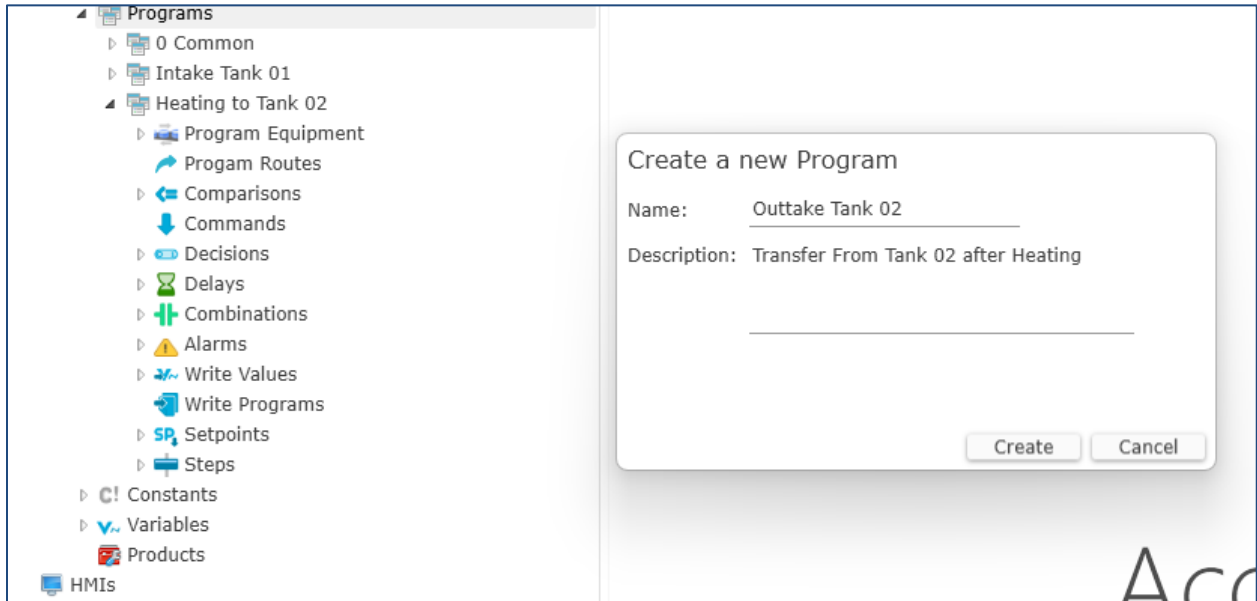 Programs
0 Common
Intake Tank 01
Heating to Tank 02
Program Equipment
Progam Routes
Comparisons
Commands
Decisions
Delays
Combinations
Alarms
Write Values
Write Programs
SP Setpoints
Steps
C! Constants
V~ Variables
Products
HMIs
Create a new Program
Name: Outtake Tank 02
Description: Transfer From Tank 02 after Heating
Create Cancel